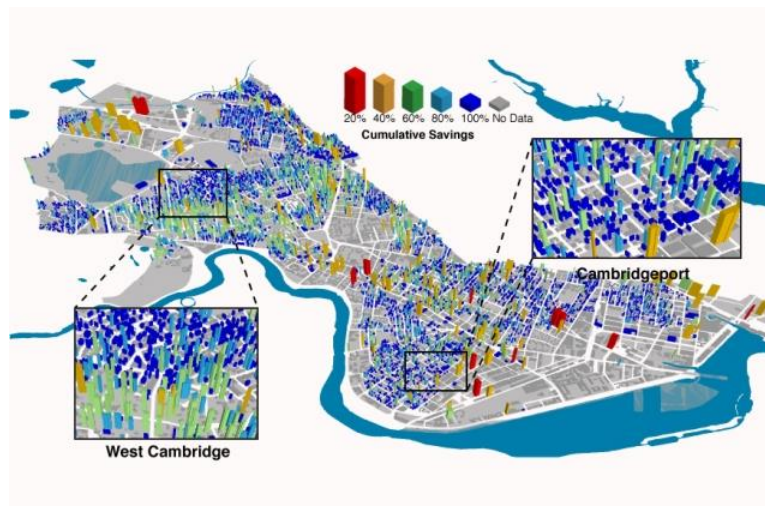 20% 40% 60% 80% 100% No Data
Cumulative Savings
Cambridgeport
West Cambridge